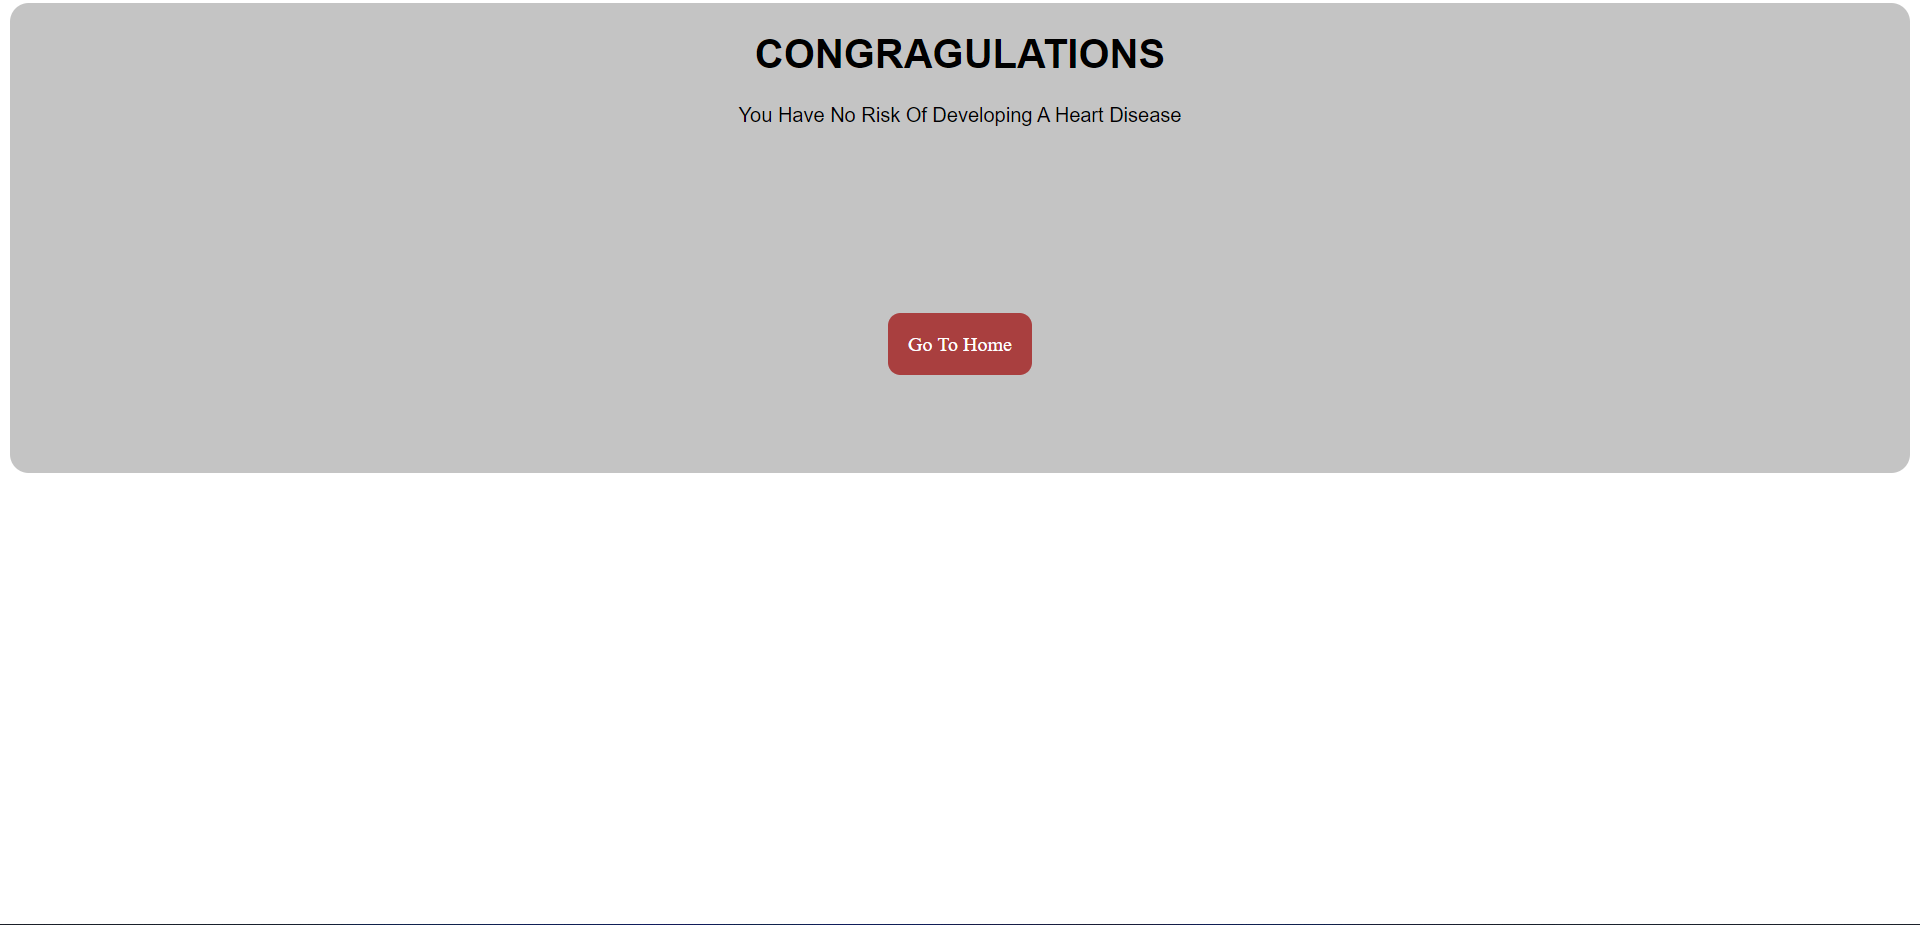 CONGRAGULATIONS
You Have No Risk Of Developing A Heart Disease
Go To Home